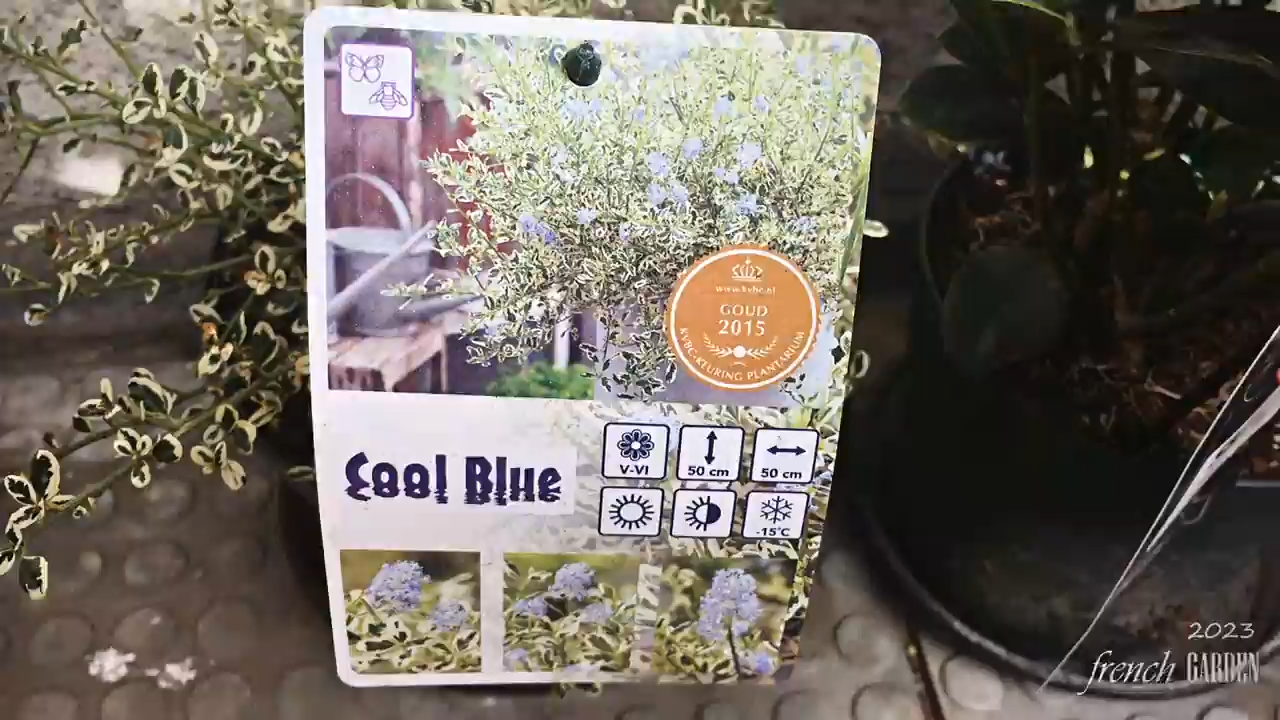 www.kvbc.nl
GOUD
2015
KVBC-KEURING PLANTARIUM
Cool Blue
V-VI
50 cm
50 cm
-15°C
2023
french GARDEN